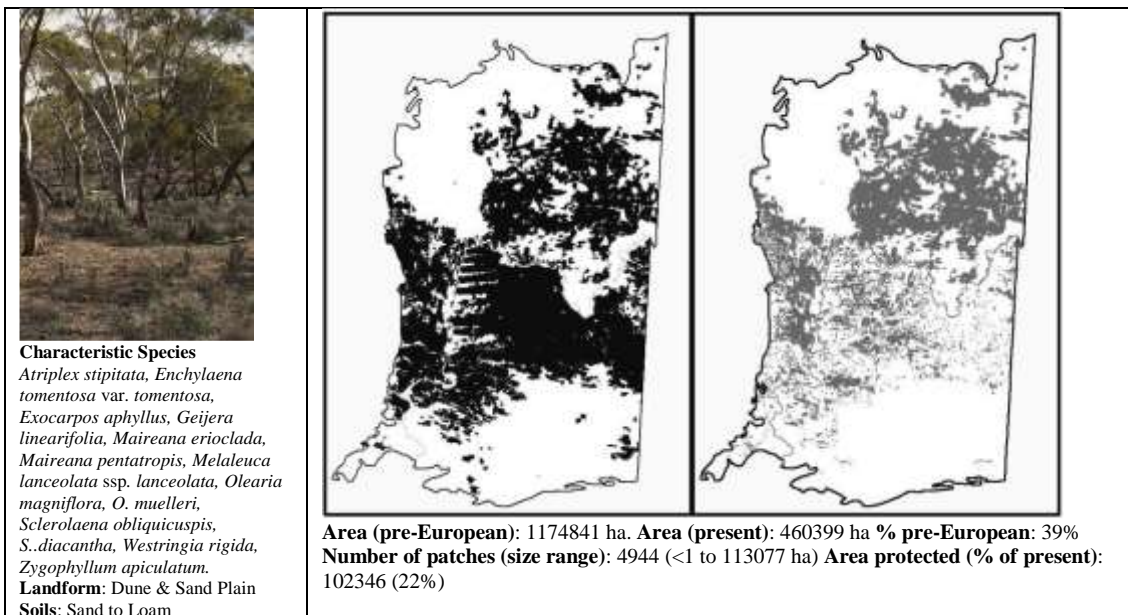 Characteristic Species
Atriplex stipitata, Enchylaena
tomentosa var. tomentosa,
Exocarpos aphyllus, Geijera
linearifolia, Maireana erioclada,
Maireana pentatropis, Melaleuca
lanceolata ssp. lanceolata, Olearia
magniflora, O. muelleri,
Sclerolaena obliquicuspis,
S..diacantha, Westringia rigida,
Zygophyllum apiculatum.
Landform: Dune & Sand Plain
Soils: Sand to Loam
Area (pre-European): 1174841 ha. Area (present): 460399 ha % pre-European: 39%
Number of patches (size range): 4944 (<1 to 113077 ha) Area protected (% of present):
102346 (22%)